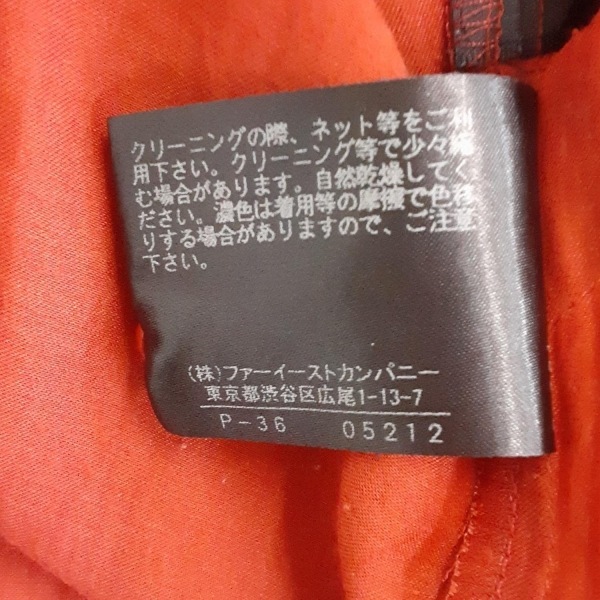 クリーニングの際、ネット等をご利
用下さい。クリーニング等で少々縮
む場合があります。自然乾燥してく
ださい。濃色は着用等の摩擦で色移
りする場合がありますので、ご注意
下さい。
(株)ファーイーストカンパニー
東京都渋谷区広尾1-13-7
P-36 05212